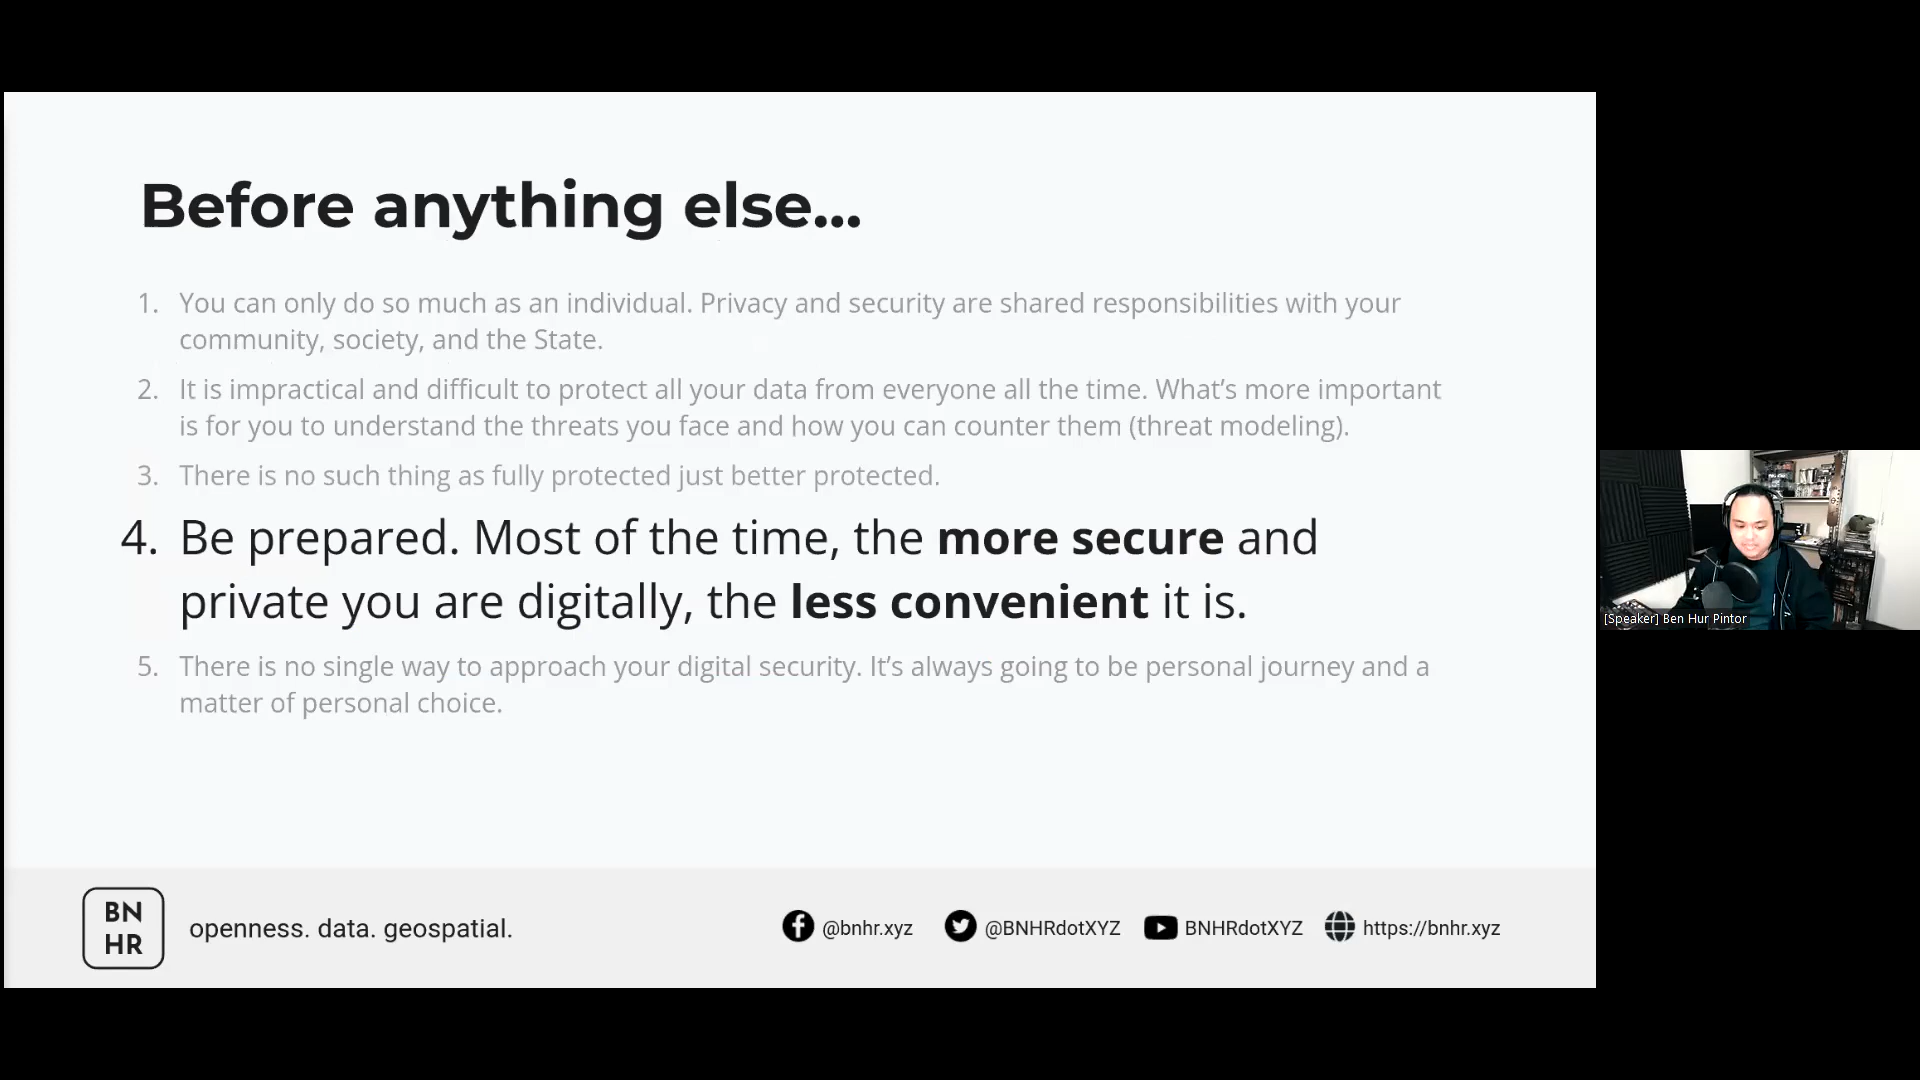 Before anything else...
1. You can only do so much as an individual. Privacy and security are shared responsibilities with your
community, society, and the State.
2. It is impractical and difficult to protect all your data from everyone all the time. What’s more important
is for you to understand the threats you face and how you can counter them (threat modeling).
3. There is no such thing as fully protected just better protected.
4. Be prepared. Most of the time, the more secure and
private you are digitally, the less convenient it is.
5. There is no single way to approach your digital security. It’s always going to be personal journey and a
matter of personal choice.
[Speaker] Ben Hur Pintor
BN
HR
openness. data. geospatial.
@bnhr.xyz
@BNHRdotXYZ
BNHRdotXYZ
https://bnhr.xyz